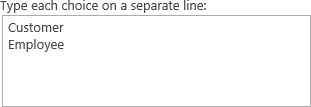 Type each choice on a separate line:
Customer
Employee